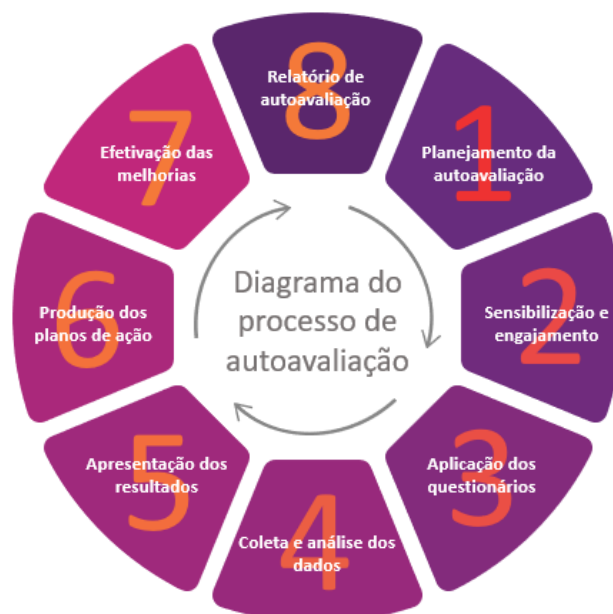 Diagrama do
processo de
autoavaliação
1
Planejamento da
autoavaliação
2
Sensibilização e
engajamento
3
Aplicação dos
questionários
4
Coleta e análise dos
dados
5
Apresentação dos
resultados
6
Produção dos
planos de ação
7
Efetivação das
melhorias
8
Relatório de
autoavaliação